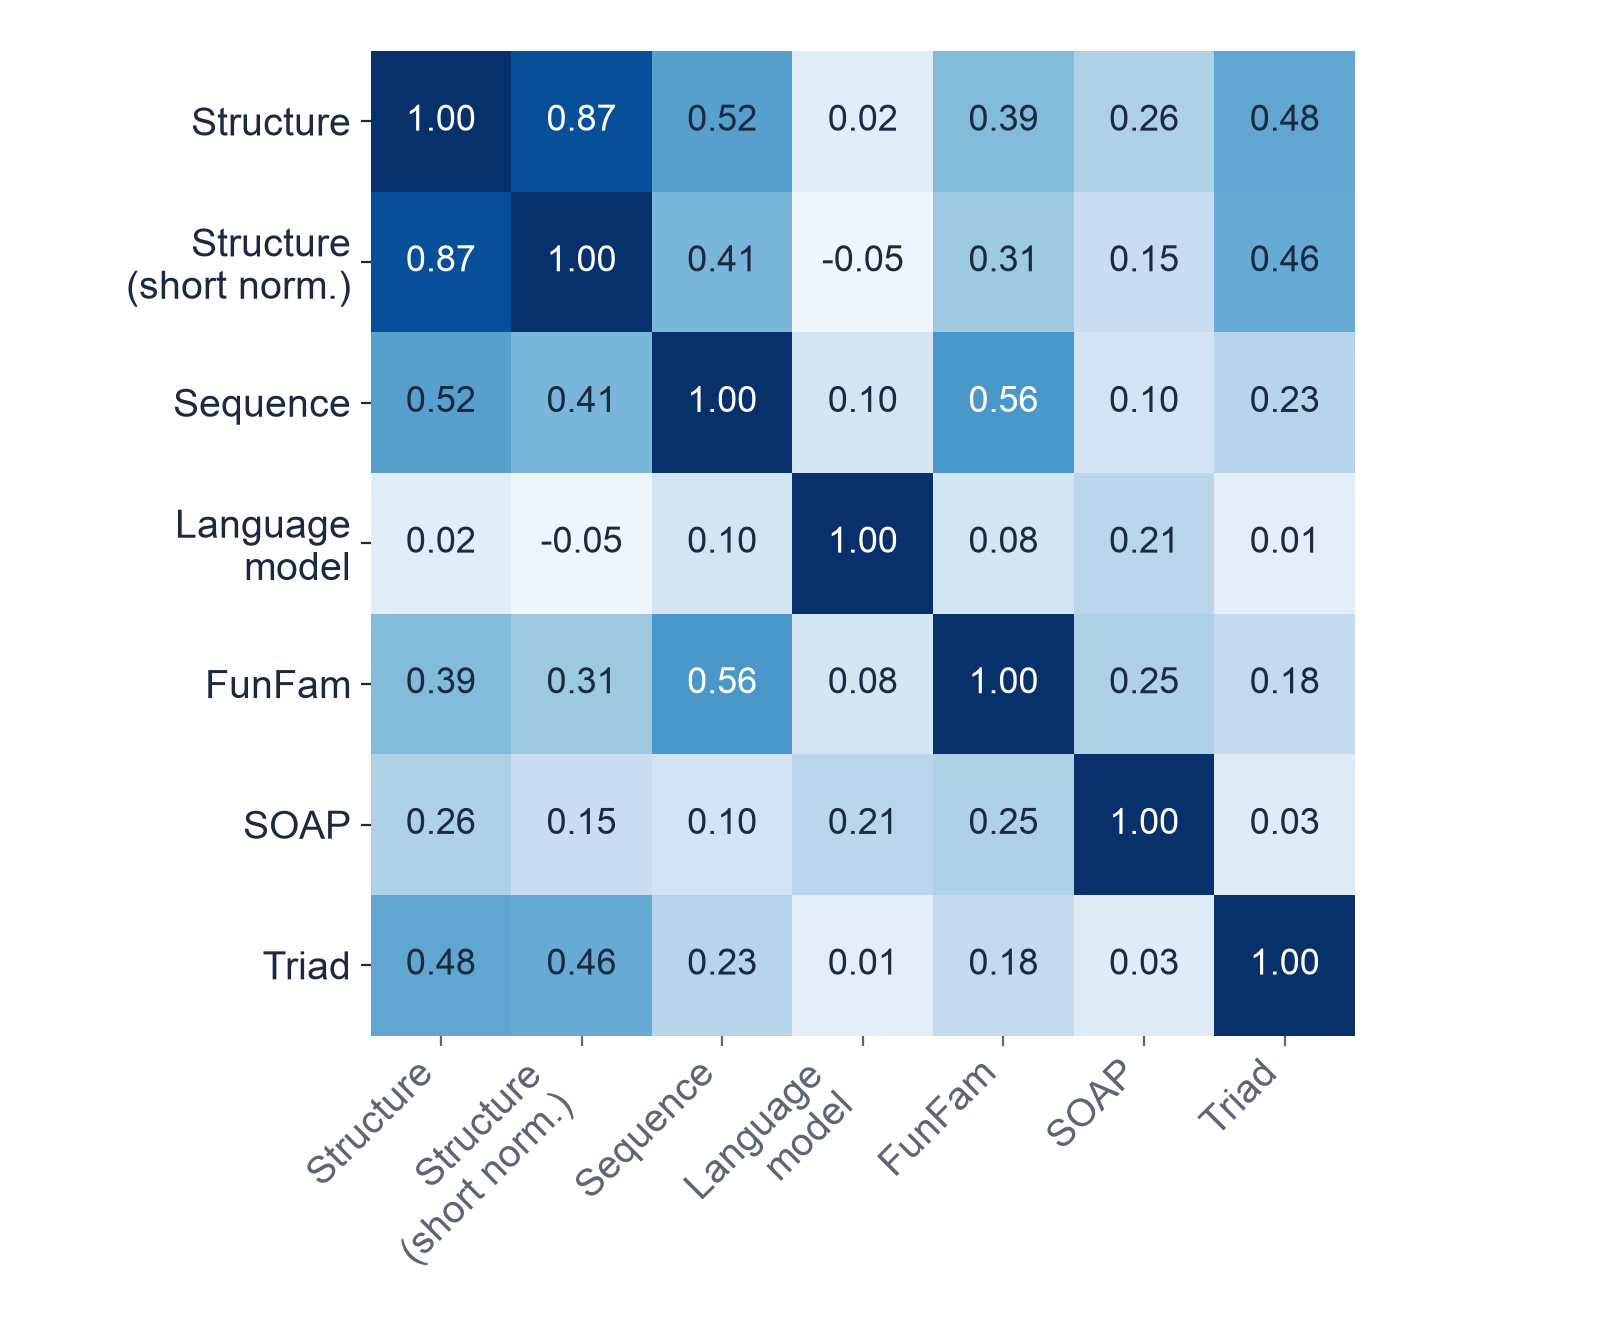 Structure 1.00 0.87 0.52 0.02 0.39 0.26 0.48
Structure
(short norm.) 0.87 1.00 0.41 -0.05 0.31 0.15 0.46
Sequence 0.52 0.41 1.00 0.10 0.56 0.10 0.23
Language
model 0.02 -0.05 0.10 1.00 0.08 0.21 0.01
FunFam 0.39 0.31 0.56 0.08 1.00 0.25 0.18
SOAP 0.26 0.15 0.10 0.21 0.25 1.00 0.03
Triad 0.48 0.46 0.23 0.01 0.18 0.03 1.00
Structure
Structure
(short norm.)
Sequence
Language
model
FunFam
SOAP
Triad